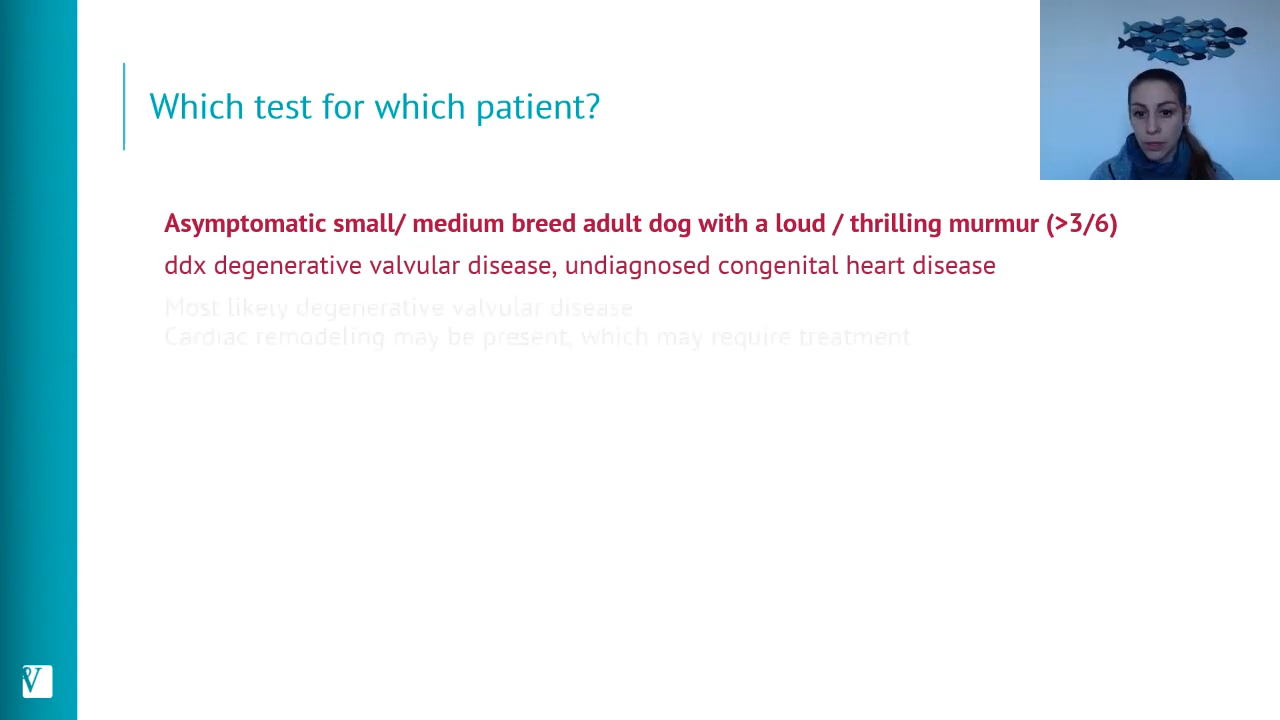 Which test for which patient?
Asymptomatic small/ medium breed adult dog with a loud / thrilling murmur (>3/6)
ddx degenerative valvular disease, undiagnosed congenital heart disease
Most likely degenerative valvular disease
Cardiac remodeling may be present, which may require treatment
V